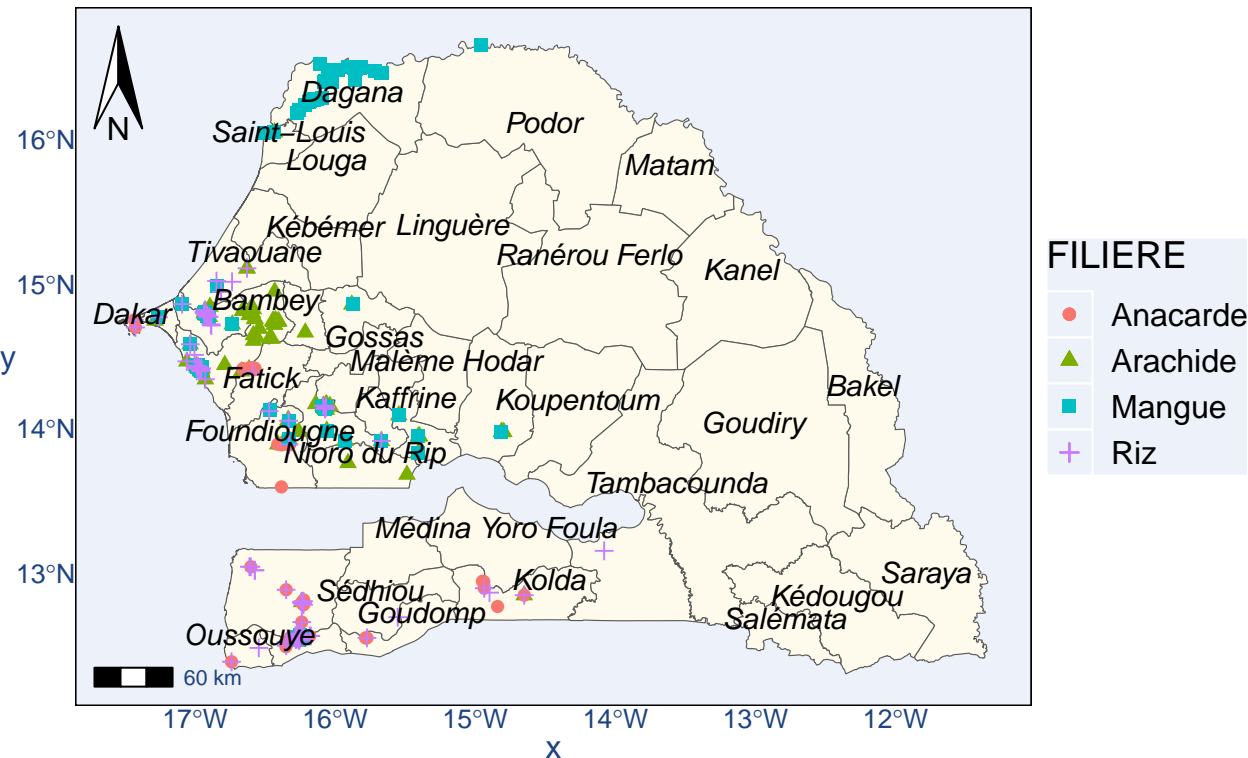 N
Dagana
Podor
Saint–Louis
Louga
Matam
Kébémer
Linguère
Tivaouane
Ranérou Ferlo
Kanel
Bambey
Dakar
Gossas
Malème Hodar
Fatick
Kaffrine
Koupentoum
Bakel
Goudiry
Foundiougne
Nioro du Rip
Tambacounda
Médina Yoro Foula
Kolda
Saraya
Sédhiou
Kédougou
Goudomp
Salémata
Oussouye
60 km
16°N
15°N
14°N
13°N
y
17°W 16°W 15°W 14°W 13°W 12°W
x
FILIERE
Anacarde
Arachide
Mangue
Riz